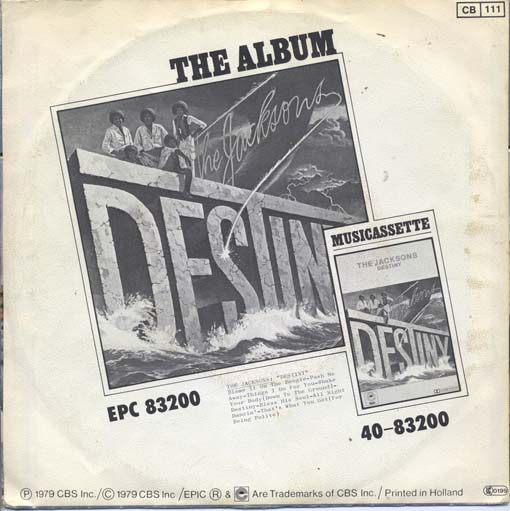 CB 111
THE ALBUM
The Jacksons
DESTINY
MUSICASSETTE
THE JACKSONS
DESTINY
The Jacksons
DESTINY
THE JACKSONS: "DESTINY"
Blame It On The Boogie-Push Me
Away-Things I Do For You-Shake
Your Body(Down To The Ground)-
Destiny-Bless His Soul-All Night
Dancin'-That's What You Get(For
Being Polite)
EPC 83200
40-83200
Ⓟ 1979 CBS Inc./Ⓒ 1979 CBS Inc/EPIC Ⓡ & Are Trademarks of CBS Inc./ Printed in Holland